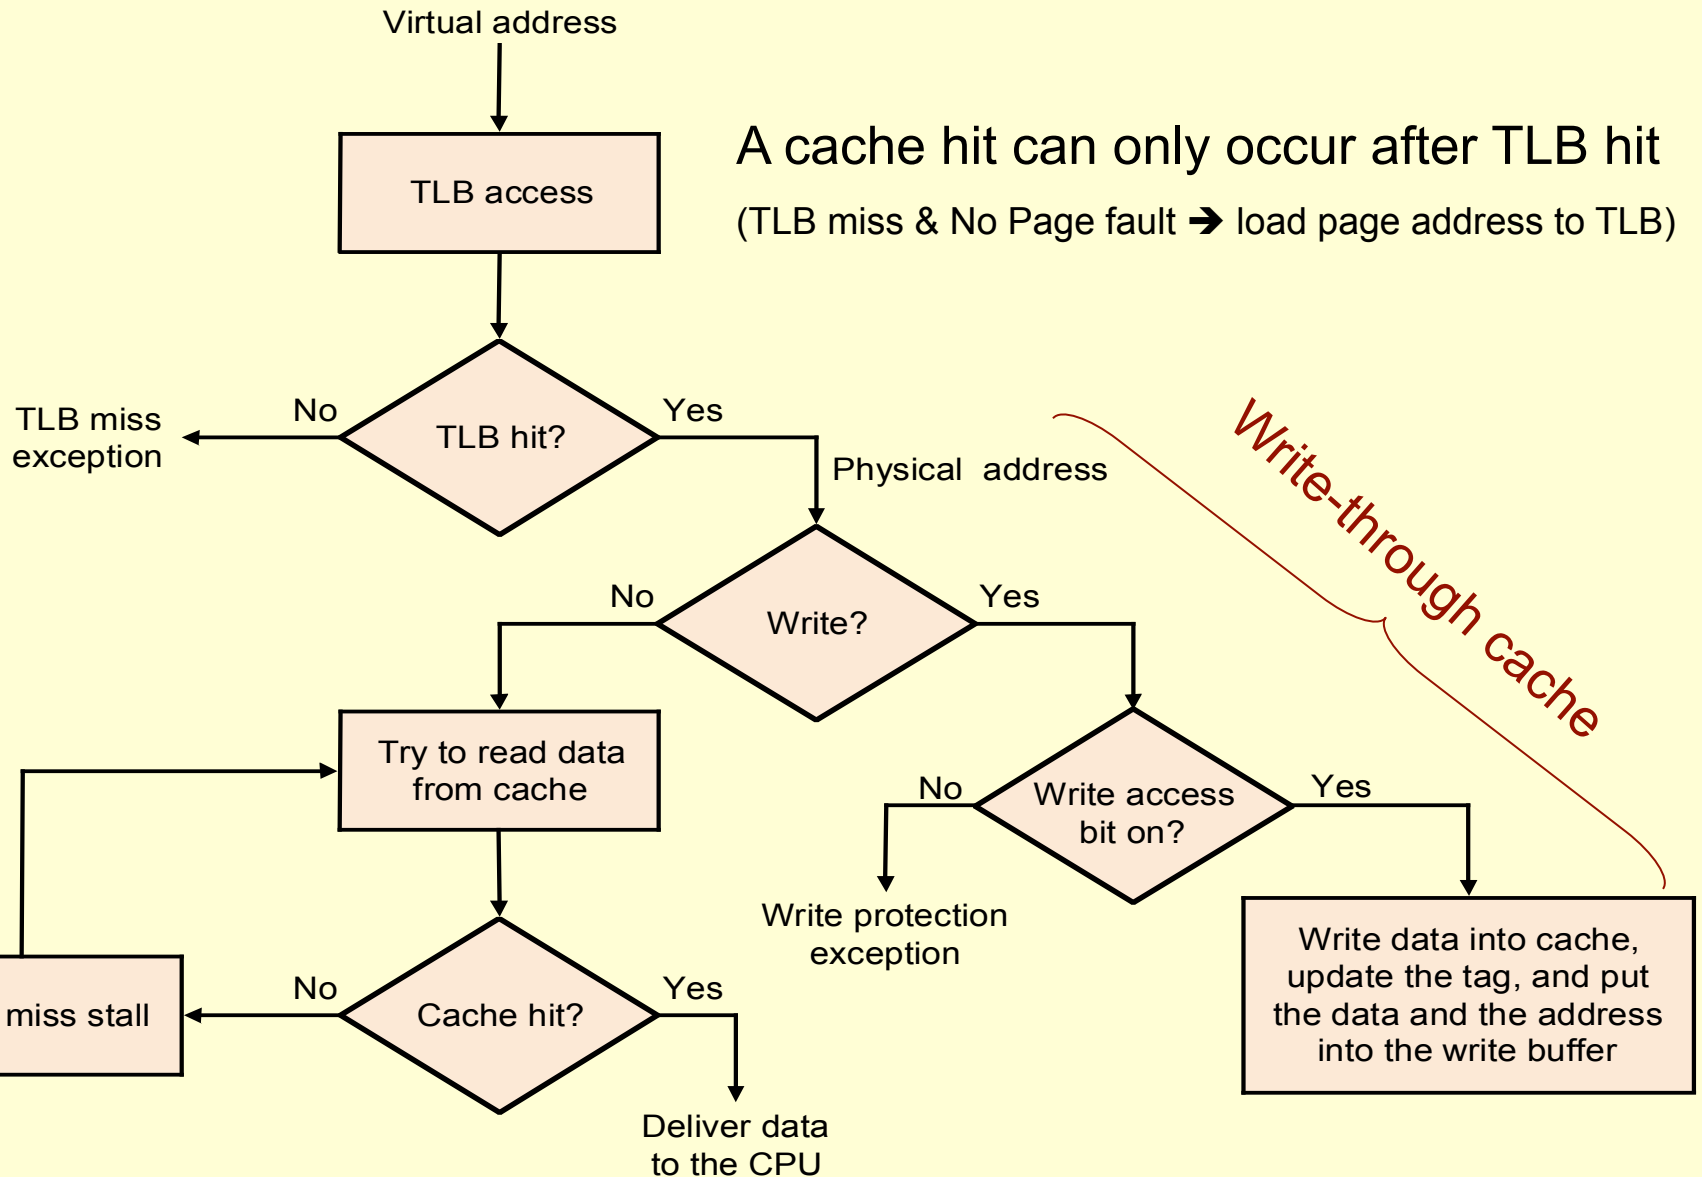 Virtual address
TLB access
A cache hit can only occur after TLB hit
(TLB miss & No Page fault ➔ load page address to TLB)
TLB miss
exception
No
TLB hit?
Yes
Physical address
Write-through cache
No
Write?
Yes
Try to read data
from cache
No
Write access
bit on?
Yes
Write protection
exception
Write data into cache,
update the tag, and put
the data and the address
into the write buffer
miss stall
No
Cache hit?
Yes
Deliver data
to the CPU